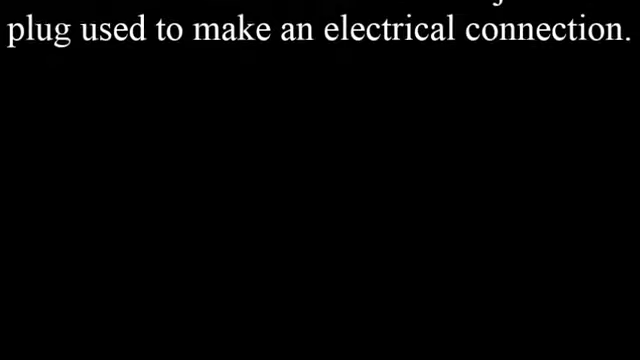 plug used to make an electrical connection.